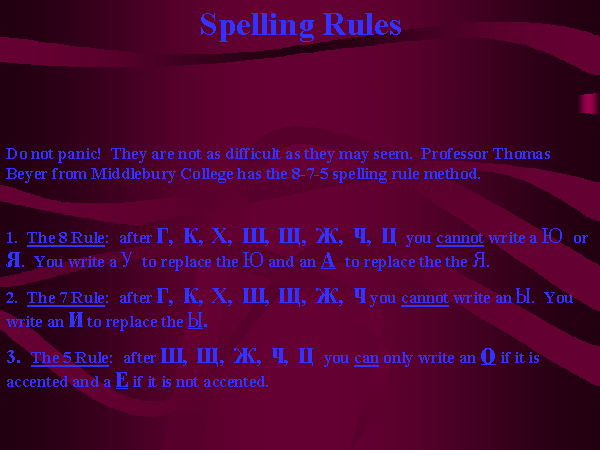 Spelling Rules
Do not panic! They are not as difficult as they may seem. Professor Thomas
Beyer from Middlebury College has the 8-7-5 spelling rule method.
1. The 8 Rule: after Г, К, Х, Ш, Щ, Ж, Ч, Ц you cannot write a Ю or
Я. You write a У to replace the Ю and an А to replace the the Я.
2. The 7 Rule: after Г, К, Х, Ш, Щ, Ж, Ч you cannot write an Ы. You
write an И to replace the Ы.
3. The 5 Rule: after Ш, Щ, Ж, Ч, Ц you can only write an О if it is
accented and a Е if it is not accented.